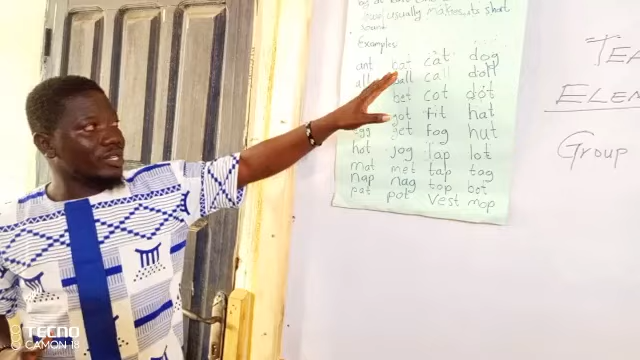 usually makes its short
sound
Examples
ant cat cat dog
all ball call doll
bet cot dot
got fit hat
egg get fog hut
hot jog lap lot
mat met tap tag
nap nag top bot
pat pot vest mop
Group
TECNO
CAMON 18